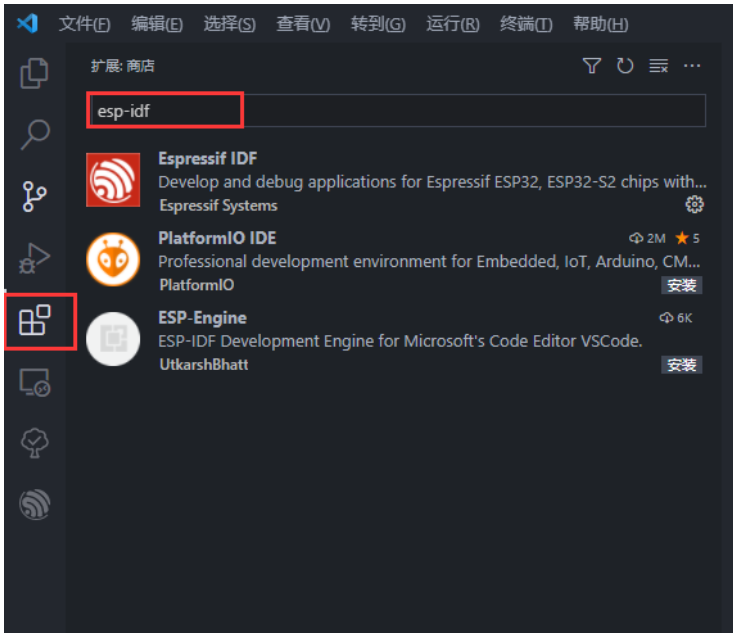 文件(F) 编辑(E) 选择(S) 查看(V) 转到(G) 运行(R) 终端(T) 帮助(H)
扩展: 商店
esp-idf
Espressif IDF
Develop and debug applications for Espressif ESP32, ESP32-S2 chips with...
Espressif Systems
PlatformIO IDE 2M 5
Professional development environment for Embedded, IoT, Arduino, CM...
PlatformIO 安装
ESP-Engine 6K
ESP-IDF Development Engine for Microsoft's Code Editor VSCode.
UtkarshBhatt 安装